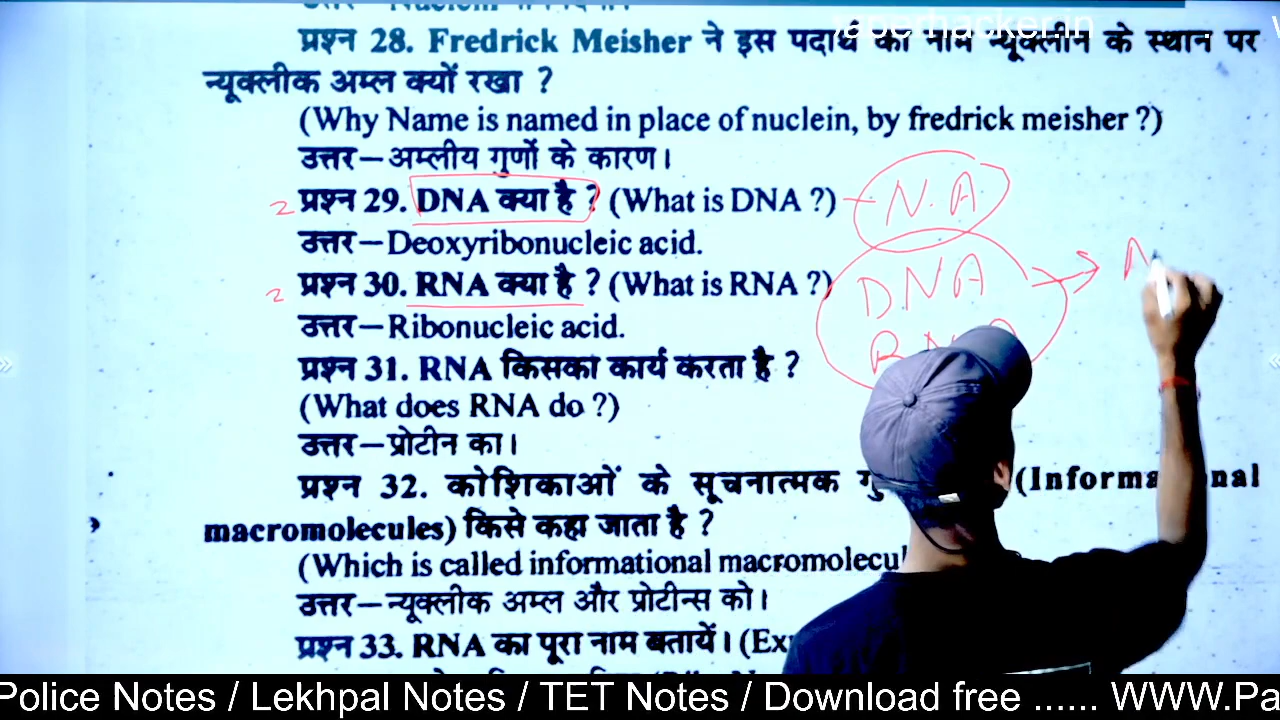 प्रश्न 28. Fredrick Meisher ने इस पदार्थ का नाम न्यूक्लीन के स्थान पर
न्यूक्लीक अम्ल क्यों रखा ?
(Why Name is named in place of nuclein, by fredrick meisher ?)
उत्तर–अम्लीय गुणों के कारण।
2 प्रश्न 29. DNA क्या है ? (What is DNA ?) N.A
उत्तर–Deoxyribonucleic acid.
DNA
2 प्रश्न 30. RNA क्या है ? (What is RNA ?)
उत्तर–Ribonucleic acid.
प्रश्न 31. RNA किसका कार्य करता है ?
(What does RNA do ?)
उत्तर–प्रोटीन का।
प्रश्न 32. कोशिकाओं के सूचनात्मक
macromolecules) किसे कहा जाता है ?
(Which is called informational
उत्तर–न्यूक्लीक अम्ल और प्रोटीन्स को।
प्रश्न 33. RNA का पूरा नाम बतायें।
Police Notes / Lekhpal Notes / TET Notes / Download free ...... WWW.Pa